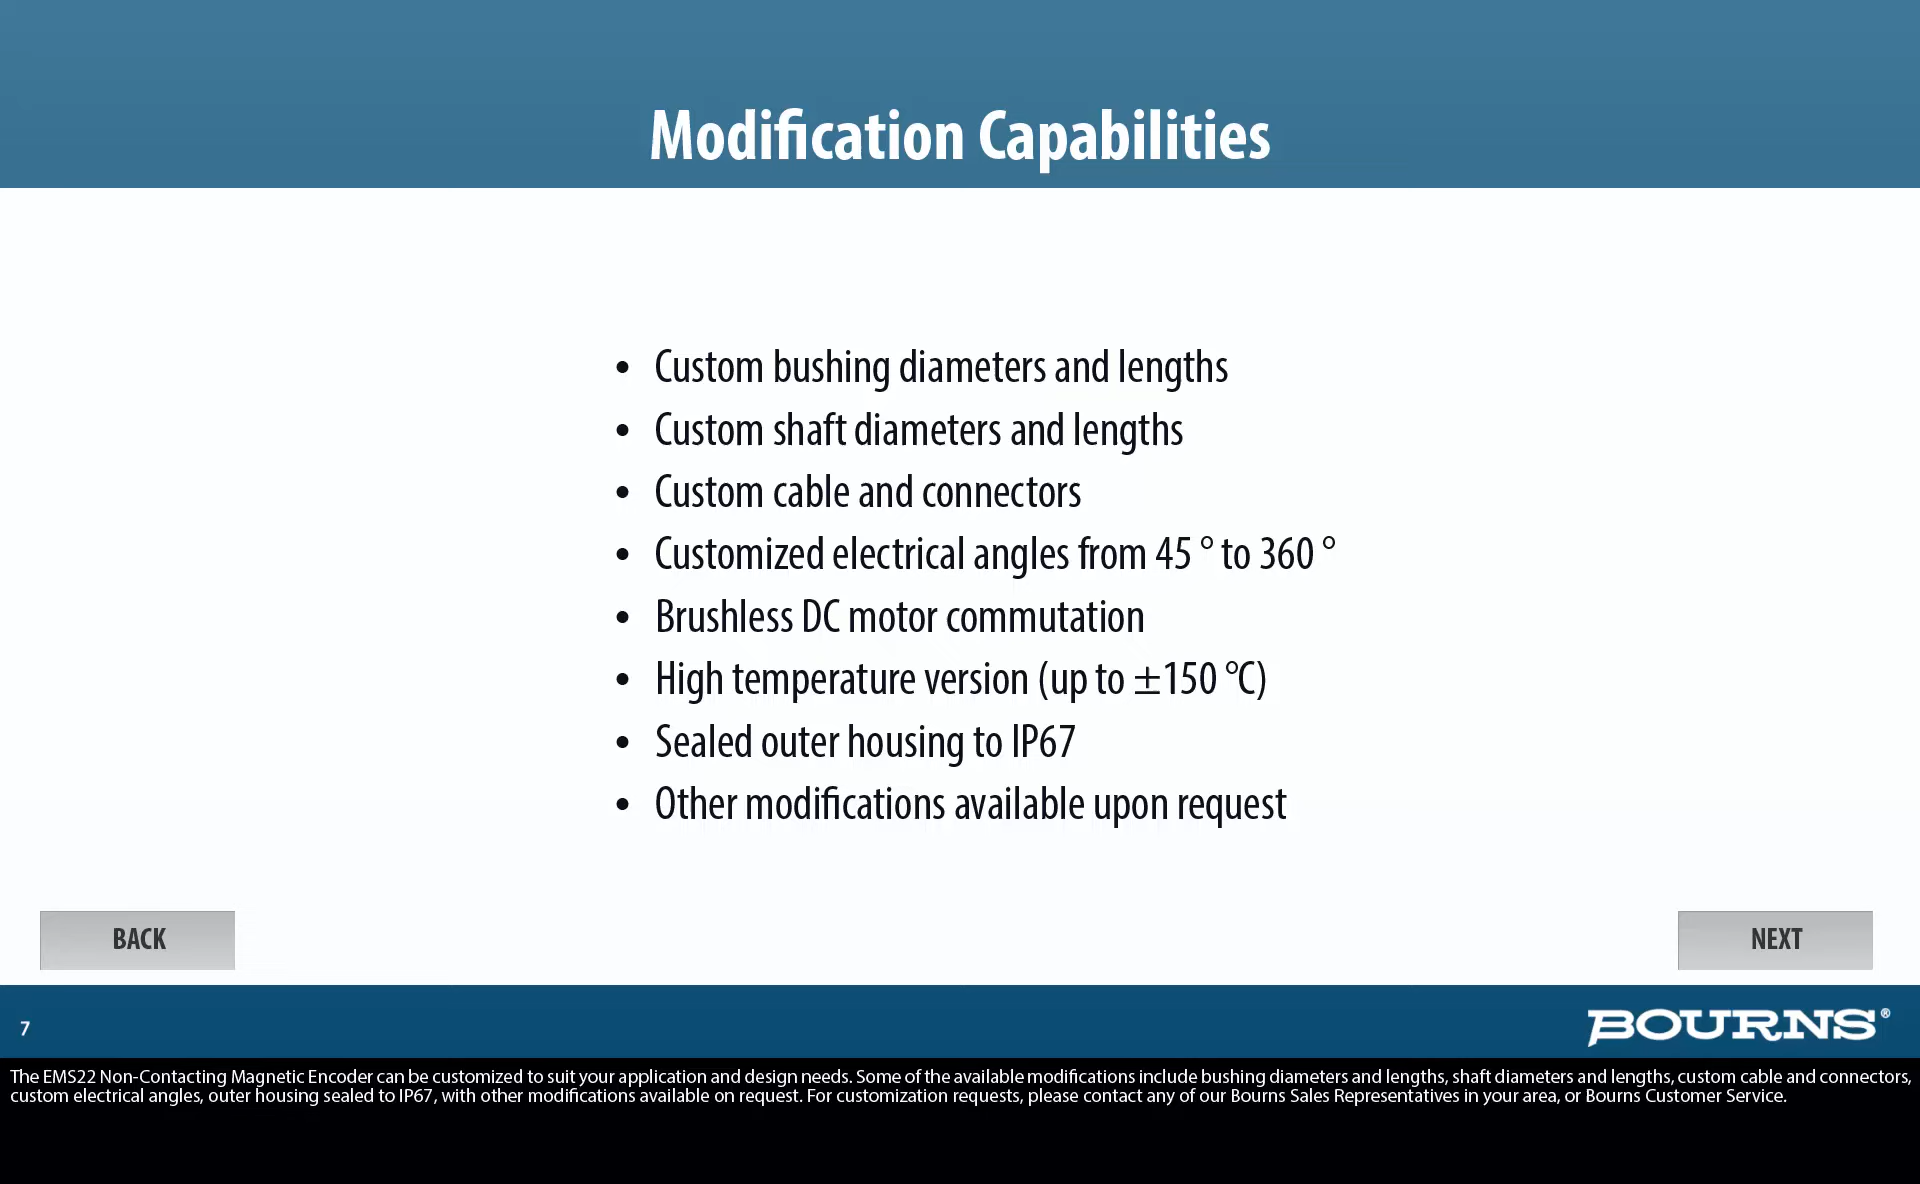 Modification Capabilities
• Custom bushing diameters and lengths
• Custom shaft diameters and lengths
• Custom cable and connectors
• Customized electrical angles from 45 ° to 360 °
• Brushless DC motor commutation
• High temperature version (up to ±150 °C)
• Sealed outer housing to IP67
• Other modifications available upon request
BACK
NEXT
7
BOURNS®
The EMS22 Non-Contacting Magnetic Encoder can be customized to suit your application and design needs. Some of the available modifications include bushing diameters and lengths, shaft diameters and lengths, custom cable and connectors,
custom electrical angles, outer housing sealed to IP67, with other modifications available on request. For customization requests, please contact any of our Bourns Sales Representatives in your area, or Bourns Customer Service.